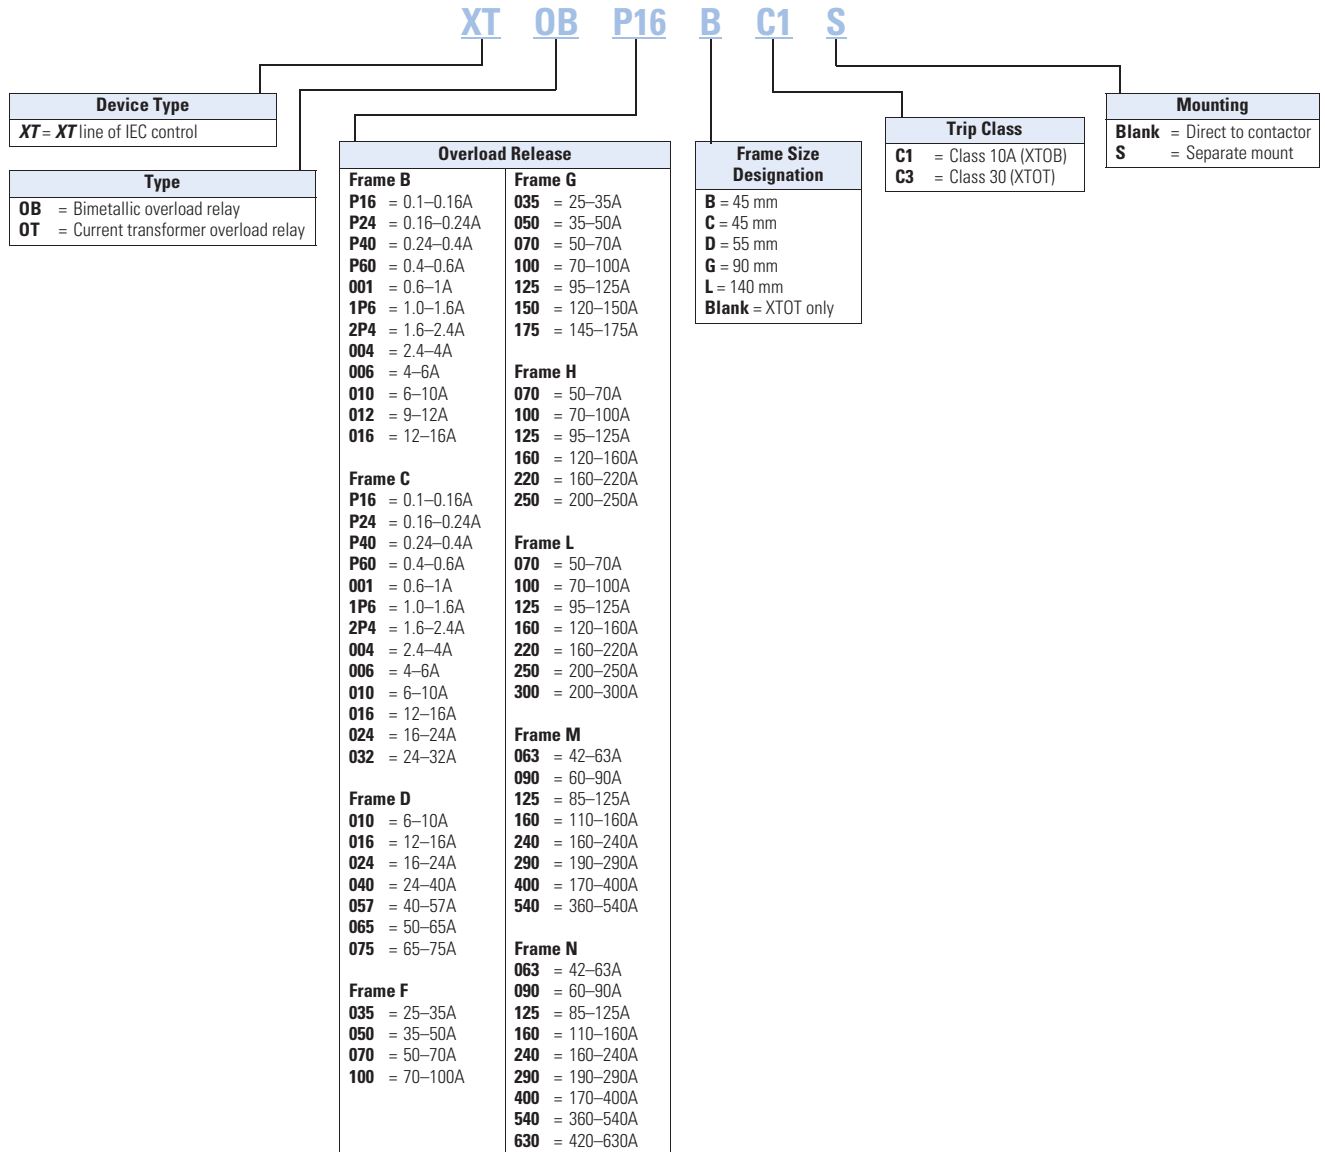 XT OB P16 B C1 S
Device Type
XT = XT line of IEC control
Type
OB = Bimetallic overload relay
OT = Current transformer overload relay
Overload Release
Frame B
P16 = 0.1–0.16A
P24 = 0.16–0.24A
P40 = 0.24–0.4A
P60 = 0.4–0.6A
001 = 0.6–1A
1P6 = 1.0–1.6A
2P4 = 1.6–2.4A
004 = 2.4–4A
006 = 4–6A
010 = 6–10A
012 = 9–12A
016 = 12–16A
Frame C
P16 = 0.1–0.16A
P24 = 0.16–0.24A
P40 = 0.24–0.4A
P60 = 0.4–0.6A
001 = 0.6–1A
1P6 = 1.0–1.6A
2P4 = 1.6–2.4A
004 = 2.4–4A
006 = 4–6A
010 = 6–10A
016 = 12–16A
024 = 16–24A
032 = 24–32A
Frame D
010 = 6–10A
016 = 12–16A
024 = 16–24A
040 = 24–40A
057 = 40–57A
065 = 50–65A
075 = 65–75A
Frame F
035 = 25–35A
050 = 35–50A
070 = 50–70A
100 = 70–100A
Frame G
035 = 25–35A
050 = 35–50A
070 = 50–70A
100 = 70–100A
125 = 95–125A
150 = 120–150A
175 = 145–175A
Frame H
070 = 50–70A
100 = 70–100A
125 = 95–125A
160 = 120–160A
220 = 160–220A
250 = 200–250A
Frame L
070 = 50–70A
100 = 70–100A
125 = 95–125A
160 = 120–160A
220 = 160–220A
250 = 200–250A
300 = 200–300A
Frame M
063 = 42–63A
090 = 60–90A
125 = 85–125A
160 = 110–160A
240 = 160–240A
290 = 190–290A
400 = 170–400A
540 = 360–540A
Frame N
063 = 42–63A
090 = 60–90A
125 = 85–125A
160 = 110–160A
240 = 160–240A
290 = 190–290A
400 = 170–400A
540 = 360–540A
630 = 420–630A
Frame Size
Designation
B = 45 mm
C = 45 mm
D = 55 mm
G = 90 mm
L = 140 mm
Blank = XTOT only
Trip Class
C1 = Class 10A (XTOB)
C3 = Class 30 (XTOT)
Mounting
Blank = Direct to contactor
S = Separate mount